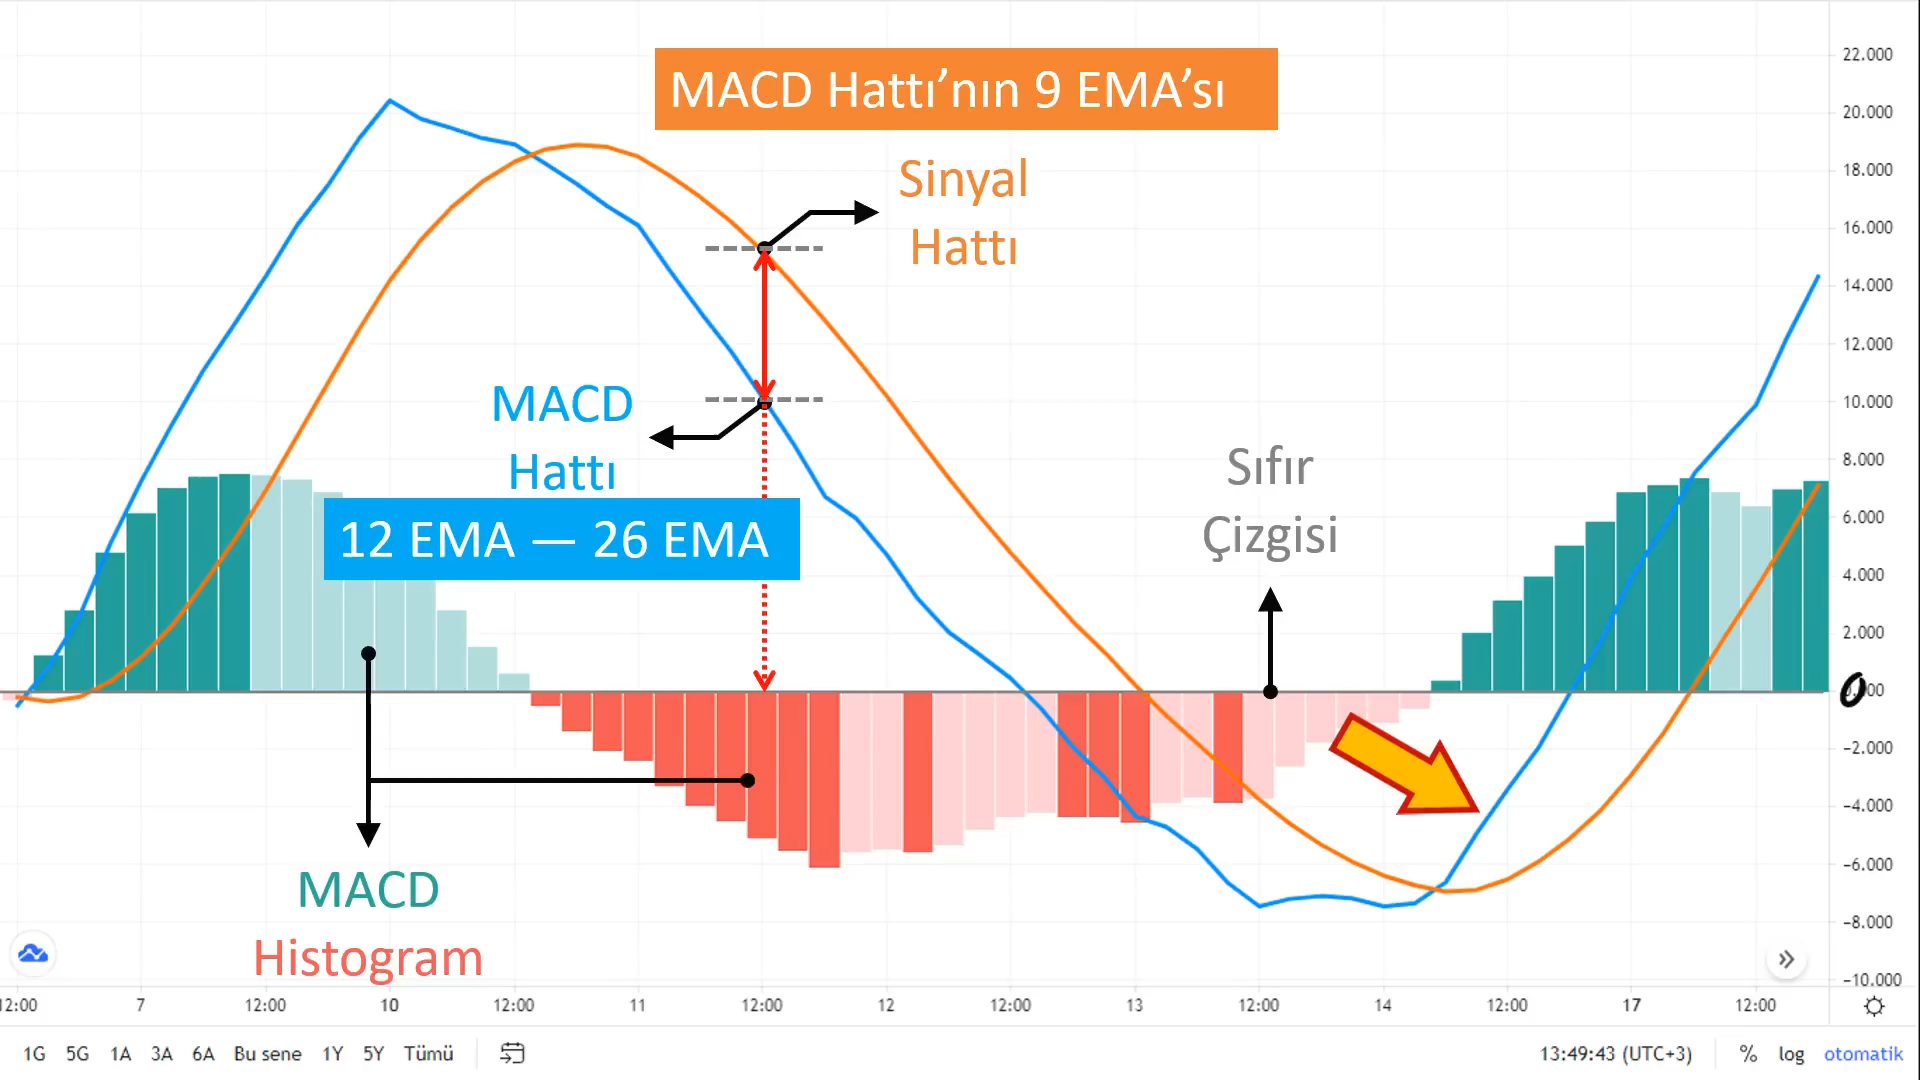 MACD Hattı’nın 9 EMA’sı
Sinyal
Hattı
MACD
Hattı
12 EMA — 26 EMA
Sıfır
Çizgisi
MACD
Histogram
22.000
20.000
18.000
16.000
14.000
12.000
10.000
8.000
6.000
4.000
2.000
0
−2.000
−4.000
−6.000
−8.000
−10.000
12:00 7 12:00 10 12:00 11 12:00 12 12:00 13 12:00 14 12:00 17 12:00
1G 5G 1A 3A 6A Bu sene 1Y 5Y Tümü 13:49:43 (UTC+3) % log otomatik